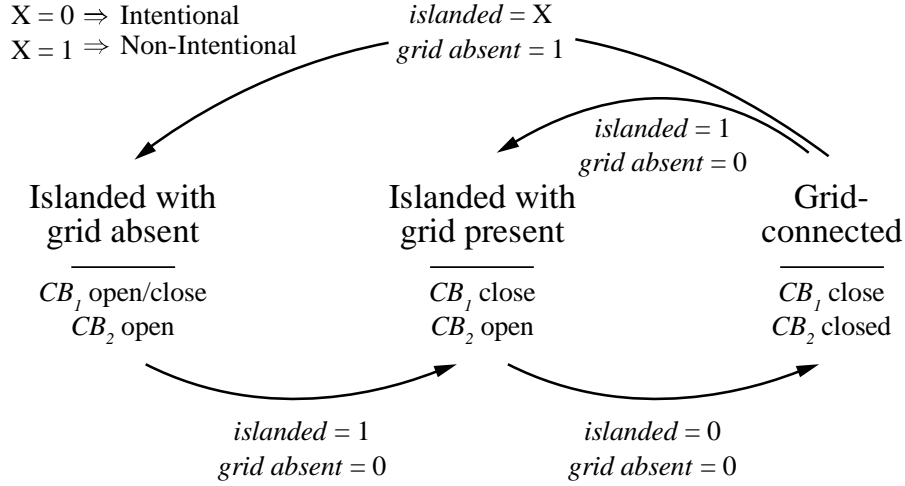 X = 0 ⇒ Intentional
X = 1 ⇒ Non-Intentional
islanded = X
grid absent = 1
islanded = 1
grid absent = 0
Islanded with
grid absent
CB1 open/close
CB2 open
Islanded with
grid present
CB1 close
CB2 open
Grid-
connected
CB1 close
CB2 closed
islanded = 1
grid absent = 0
islanded = 0
grid absent = 0